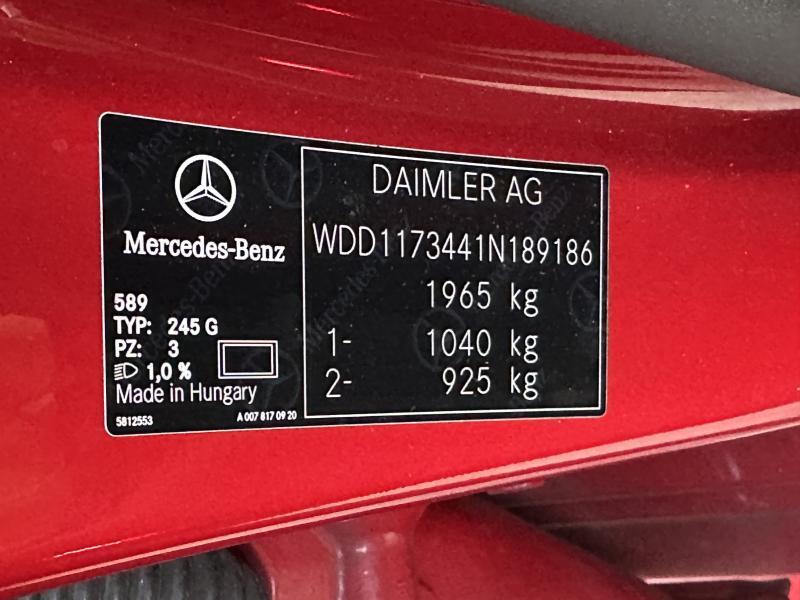 Mercedes-Benz
589
TYP: 245 G
PZ: 3
1,0 %
Made in Hungary
5812553
A 007 817 09 20
DAIMLER AG
WDD1173441N189186
1965 kg
1- 1040 kg
2- 925 kg